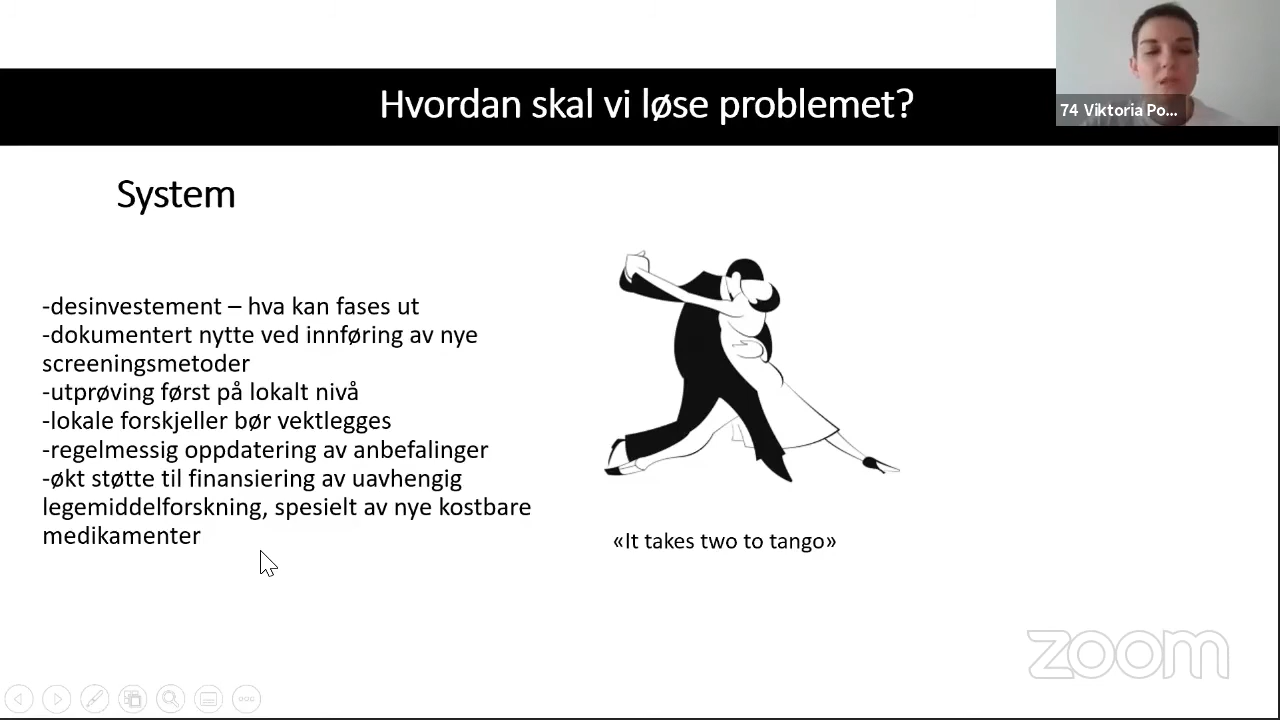 Hvordan skal vi løse problemet?
74 Viktoria Po...
System
-desinvestement – hva kan fases ut
-dokumentert nytte ved innføring av nye
screeningsmetoder
-utprøving først på lokalt nivå
-lokale forskjeller bør vektlegges
-regelmessig oppdatering av anbefalinger
-økt støtte til finansiering av uavhengig
legemiddelforskning, spesielt av nye kostbare
medikamenter
«It takes two to tango»
zoom